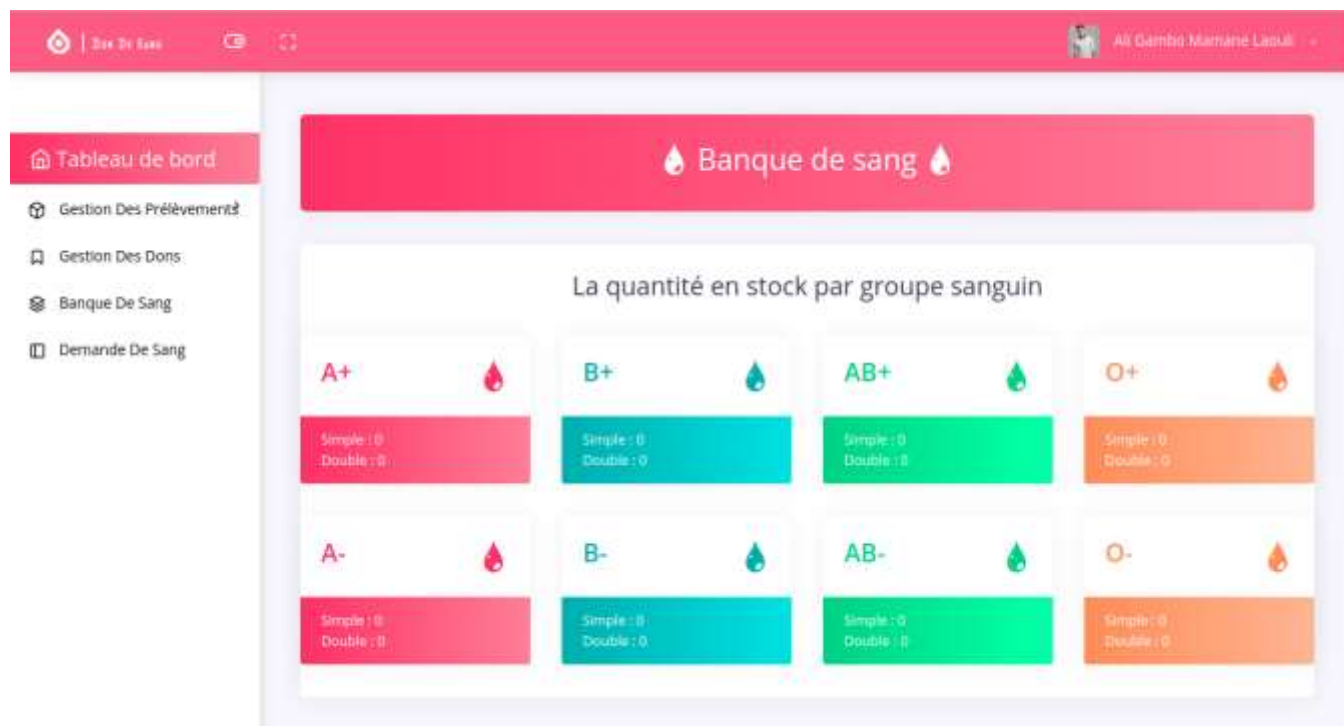 Don De Sang
Ali Gambo Mamane Laouli
Tableau de bord
Gestion Des Prélèvements
Gestion Des Dons
Banque De Sang
Demande De Sang
Banque de sang
La quantité en stock par groupe sanguin
A+
B+
AB+
O+
Simple : 0
Double : 0
Simple : 0
Double : 0
Simple : 0
Double : 0
Simple : 0
Double : 0
A-
B-
AB-
O-
Simple : 0
Double : 0
Simple : 0
Double : 0
Simple : 0
Double : 0
Simple : 0
Double : 0